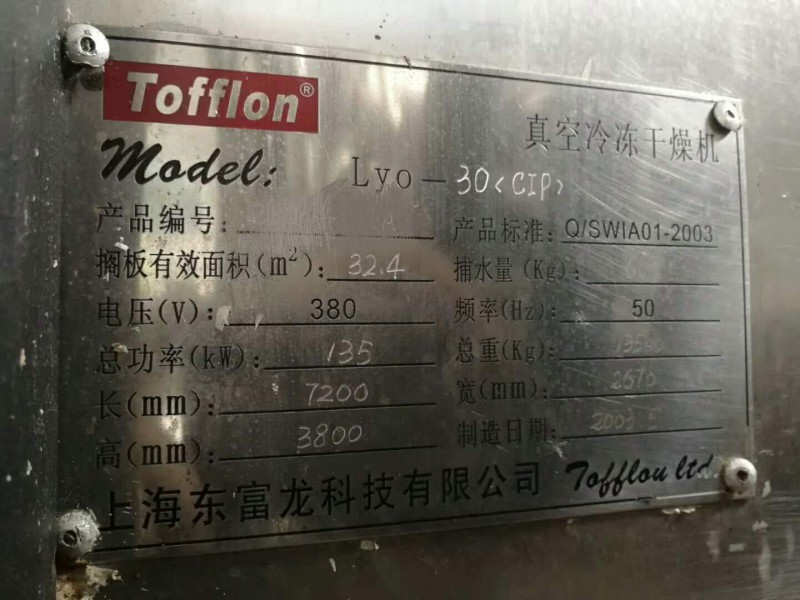 Tofflon®
真空冷冻干燥机
Model: Lyo-30<CIP>
产品编号: 产品标准: Q/SWIA01-2003
搁板有效面积(m²): 32.4 捕水量(Kg):
电压(V): 380 频率(Hz): 50
总功率(kW): 135 总重(Kg):
长(mm): 7200 宽(mm): 2670
高(mm): 3800 制造日期:
上海东富龙科技有限公司 Tofflon ltd